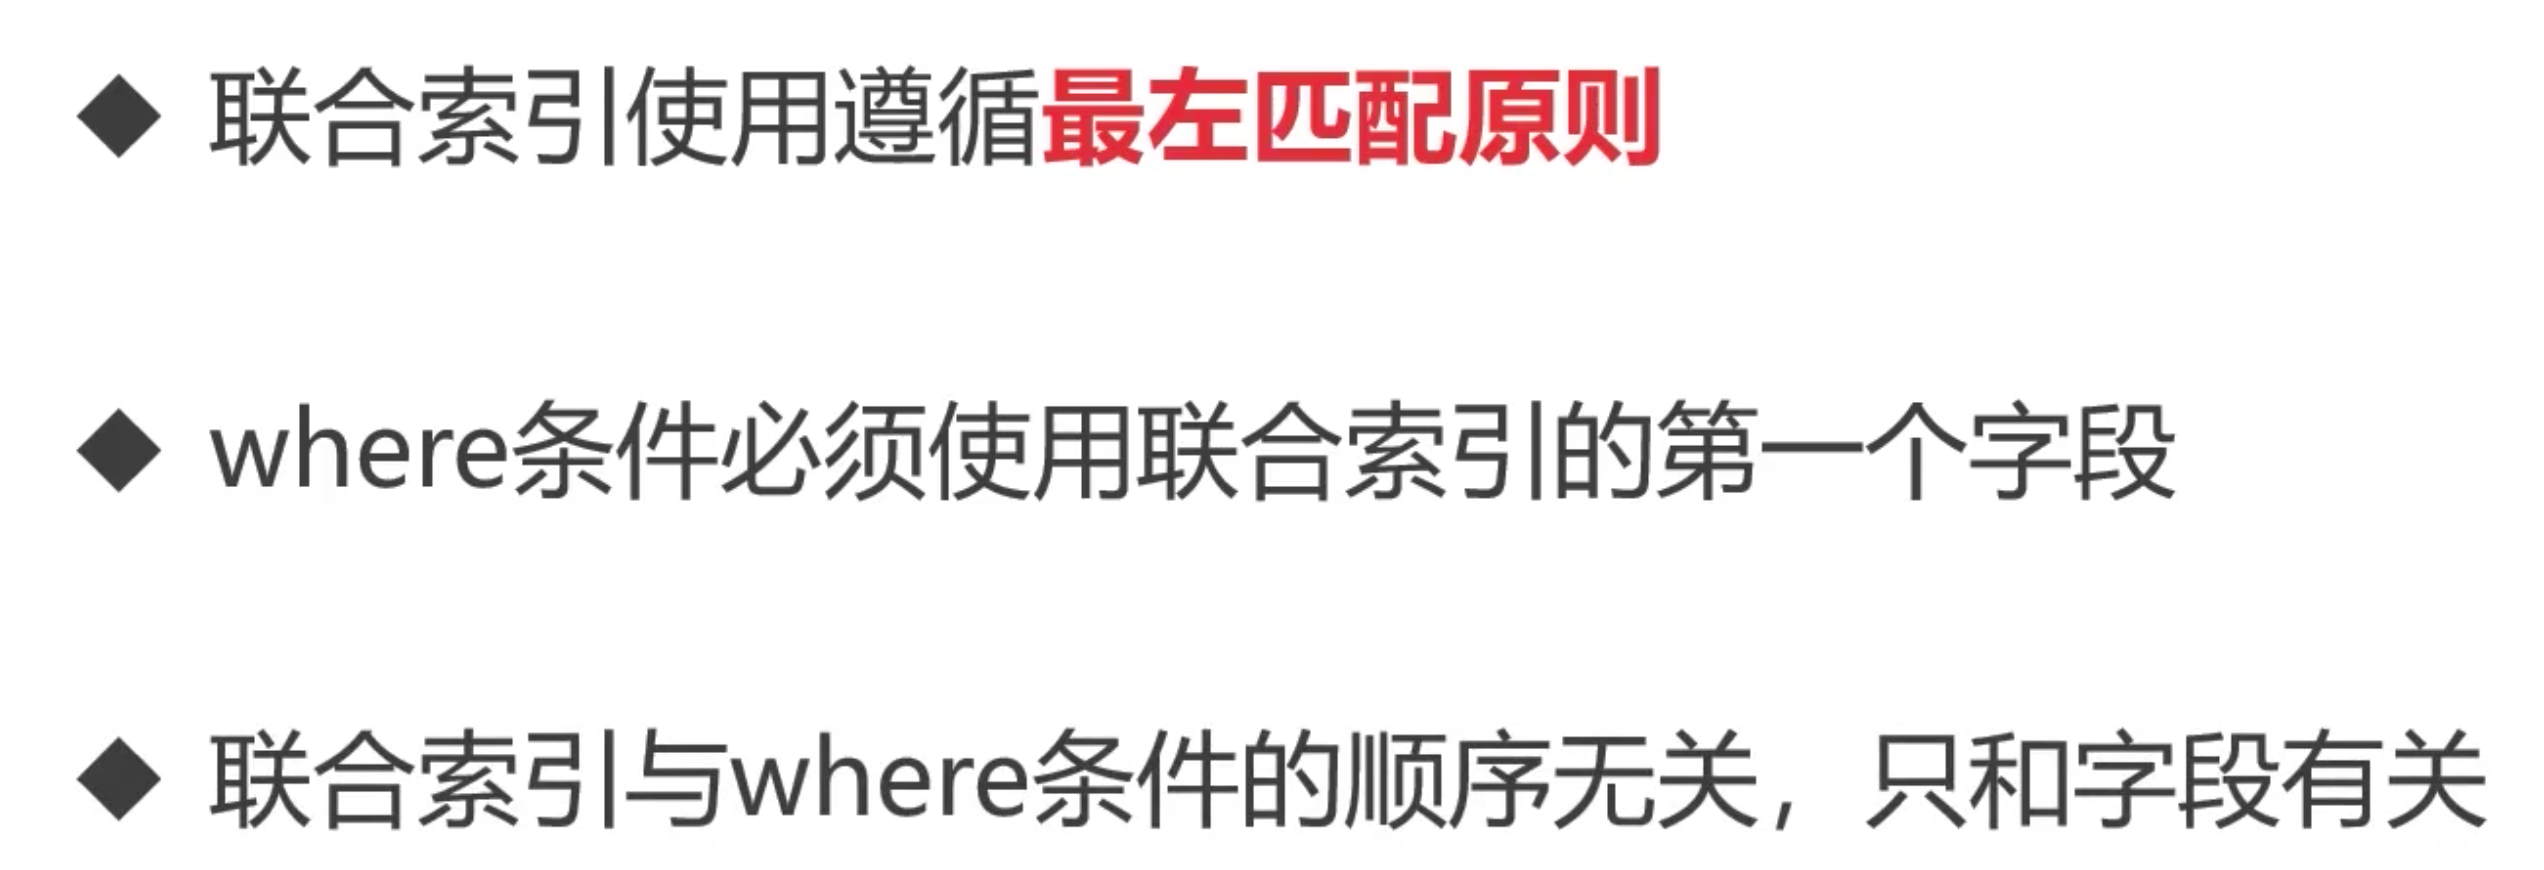 ◆ 联合索引使用遵循最左匹配原则
◆ where条件必须使用联合索引的第一个字段
◆ 联合索引与where条件的顺序无关，只和字段有关